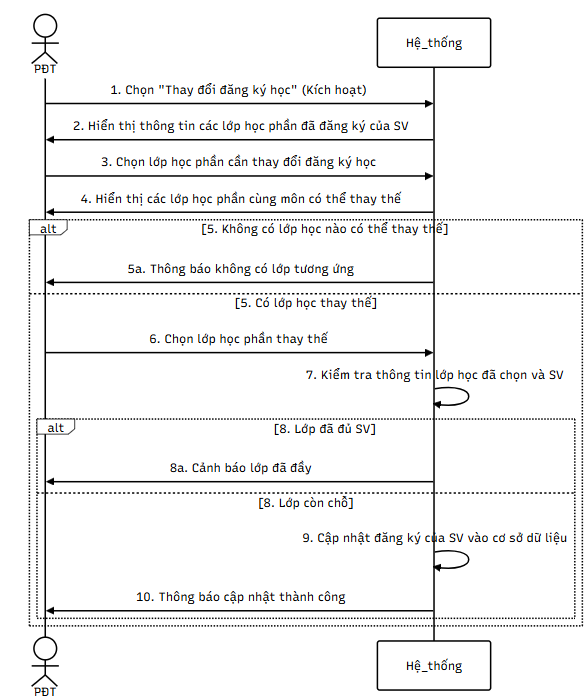 PĐT
Hệ_thống
1. Chọn "Thay đổi đăng ký học" (Kích hoạt)
2. Hiển thị thông tin các lớp học phần đã đăng ký của SV
3. Chọn lớp học phần cần thay đổi đăng ký học
4. Hiển thị các lớp học phần cùng môn có thể thay thế
alt
[5. Không có lớp học nào có thể thay thế]
5a. Thông báo không có lớp tương ứng
[5. Có lớp học thay thế]
6. Chọn lớp học phần thay thế
7. Kiểm tra thông tin lớp học đã chọn và SV
alt
[8. Lớp đã đủ SV]
8a. Cảnh báo lớp đã đầy
[8. Lớp còn chỗ]
9. Cập nhật đăng ký của SV vào cơ sở dữ liệu
10. Thông báo cập nhật thành công
PĐT
Hệ_thống